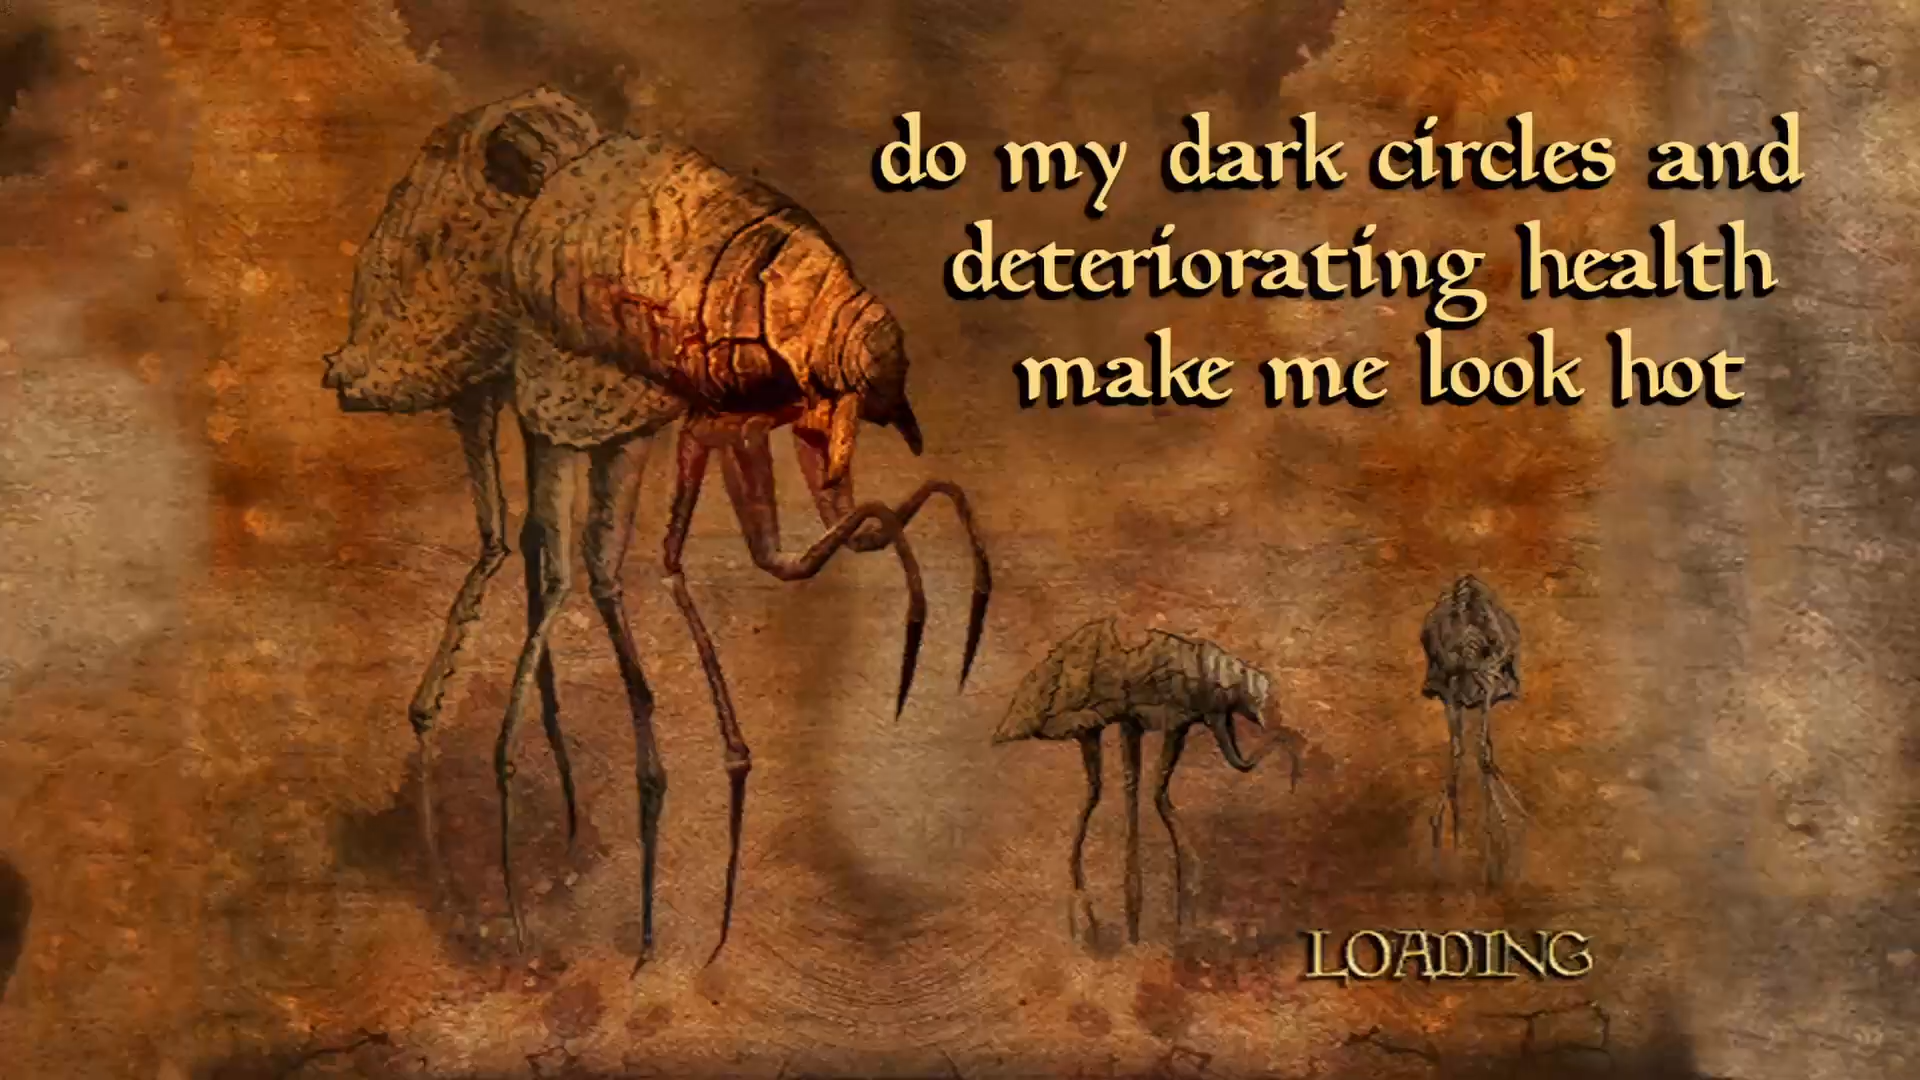 do my dark circles and
deteriorating health
make me look hot
LOADING